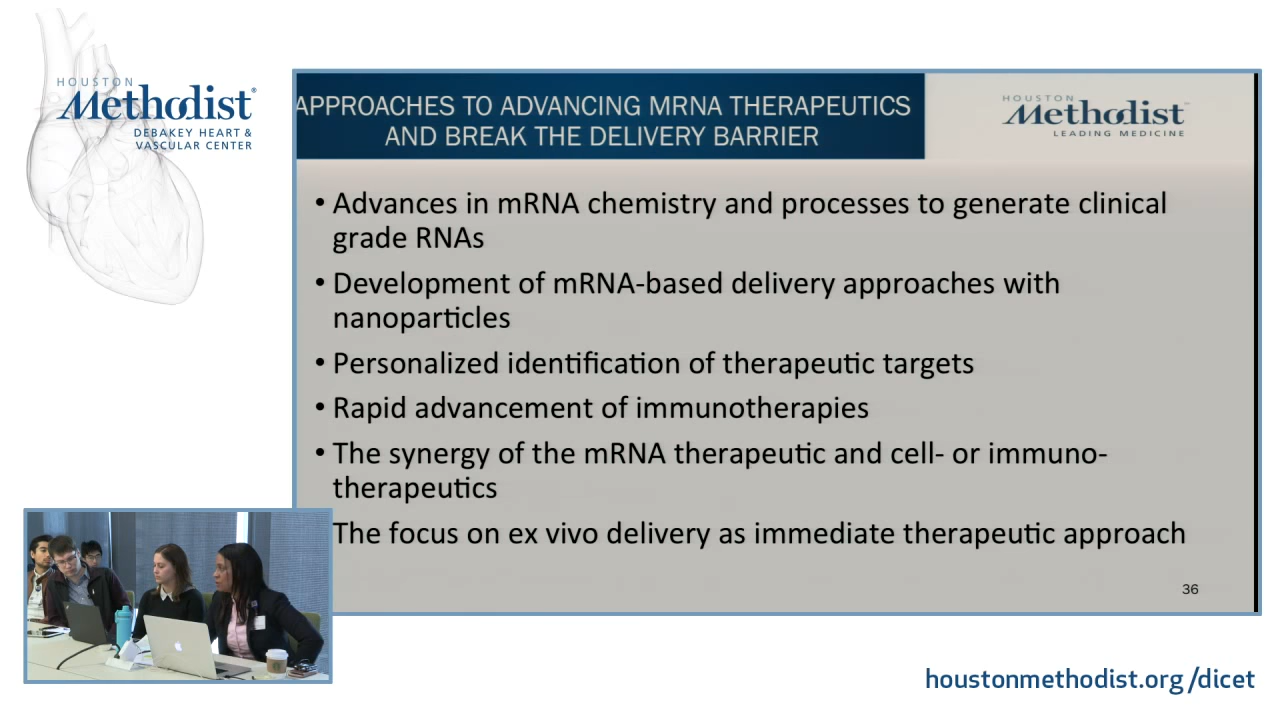 HOUSTON
Methodist®
DEBAKEY HEART &
VASCULAR CENTER
APPROACHES TO ADVANCING MRNA THERAPEUTICS
AND BREAK THE DELIVERY BARRIER
HOUSTON
Methodist
LEADING MEDICINE
• Advances in mRNA chemistry and processes to generate clinical
grade RNAs
• Development of mRNA-based delivery approaches with
nanoparticles
• Personalized identification of therapeutic targets
• Rapid advancement of immunotherapies
• The synergy of the mRNA therapeutic and cell- or immuno-
therapeutics
The focus on ex vivo delivery as immediate therapeutic approach
36
houstonmethodist.org/dicet